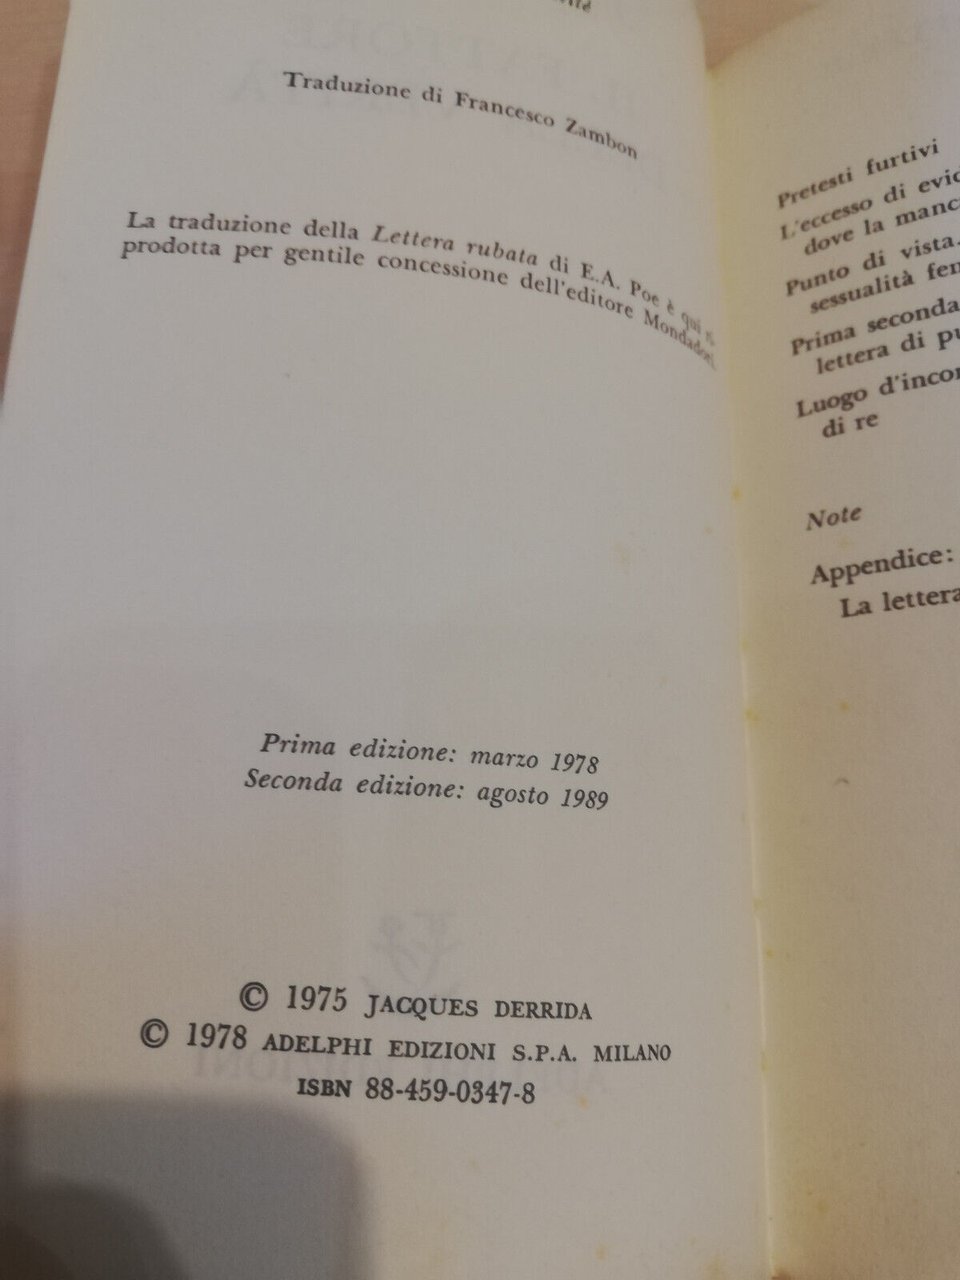 Traduzione di Francesco Zambon
La traduzione della Lettera rubata di E.A. Poe è qui ri-
prodotta per gentile concessione dell'editore Mondadori.
Prima edizione: marzo 1978
Seconda edizione: agosto 1989
© 1975 JACQUES DERRIDA
© 1978 ADELPHI EDIZIONI S.P.A. MILANO
ISBN 88-459-0347-8
Pretesti furtivi
L'eccesso di
dove la
Punto di vista.
sessualità
Prima seconda
lettera di
Luogo
di re
Note
Appendice:
La lettera